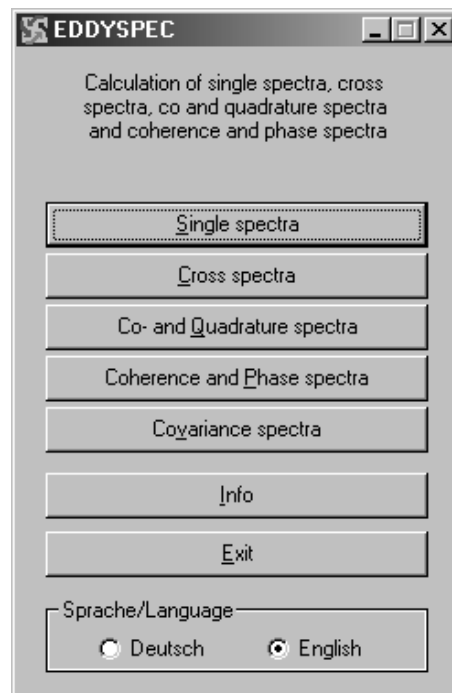 EDDYSPEC
Calculation of single spectra, cross
spectra, co and quadrature spectra
and coherence and phase spectra
Single spectra
Cross spectra
Co- and Quadrature spectra
Coherence and Phase spectra
Covariance spectra
Info
Exit
Sprache/Language
Deutsch English